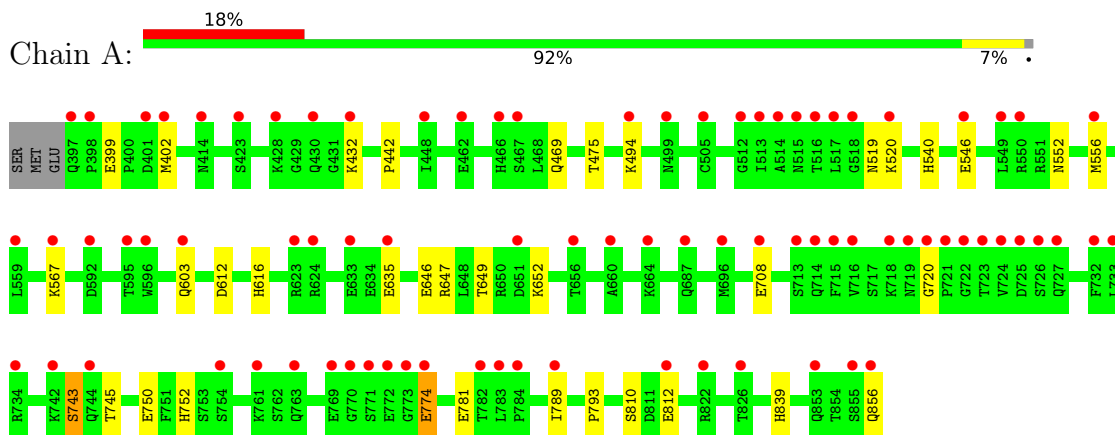 18%
Chain A:
92% 7% •
SER MET GLU Q397 P398 E399 P400 D401 M402 N414 S423 K428 G429 Q430 G431 K432 P442 I448 E462 H466 S467 L468 Q469 T475 K494 N499 C505 G512 I513 A514 N515 T516 L517 G518 N519 K520 H540 E546 L549 R550 R551 N552 M556
L559 K567 D592 T595 W596 Q603 D612 H616 R623 R624 E633 E634 E635 E646 R647 L648 T649 R650 D651 K652 T656 A660 K664 Q687 M696 E708 S713 Q714 F715 V716 S717 K718 N719 G720 P721 G722 T723 V724 D725 S726 Q727 F732 L733
R734 K742 S743 Q744 T745 E750 F751 H752 S753 S754 K761 S762 Q763 E769 G770 S771 E772 G773 E774 E781 T782 L783 P784 I789 P793 S810 D811 E812 R822 T826 H839 Q853 T854 S855 Q856